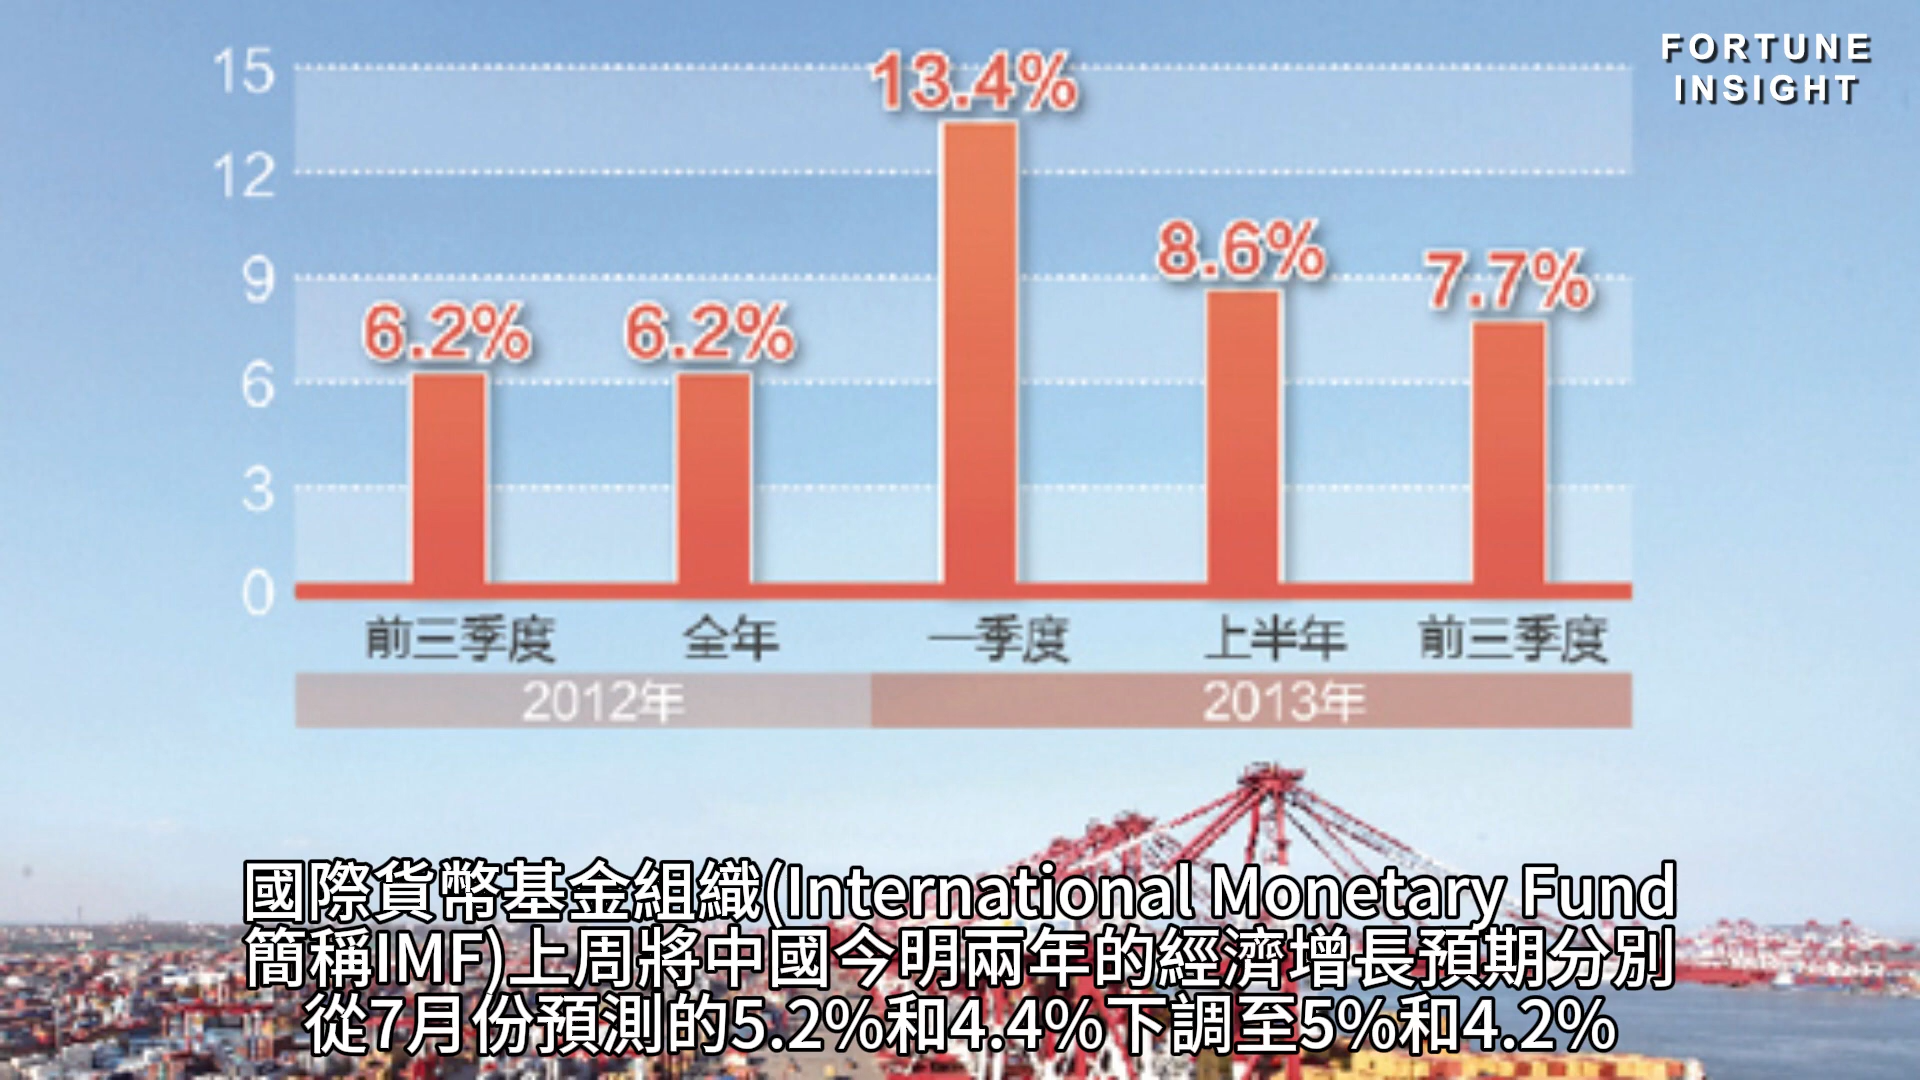 FORTUNE
INSIGHT
15
12
9
6
3
0
6.2%
6.2%
13.4%
8.6%
7.7%
前三季度
全年
一季度
上半年
前三季度
2012年
2013年
國際貨幣基金組織(International Monetary Fund
簡稱IMF)上周將中國今明兩年的經濟增長預期分別
從7月份預測的5.2%和4.4%下調至5%和4.2%